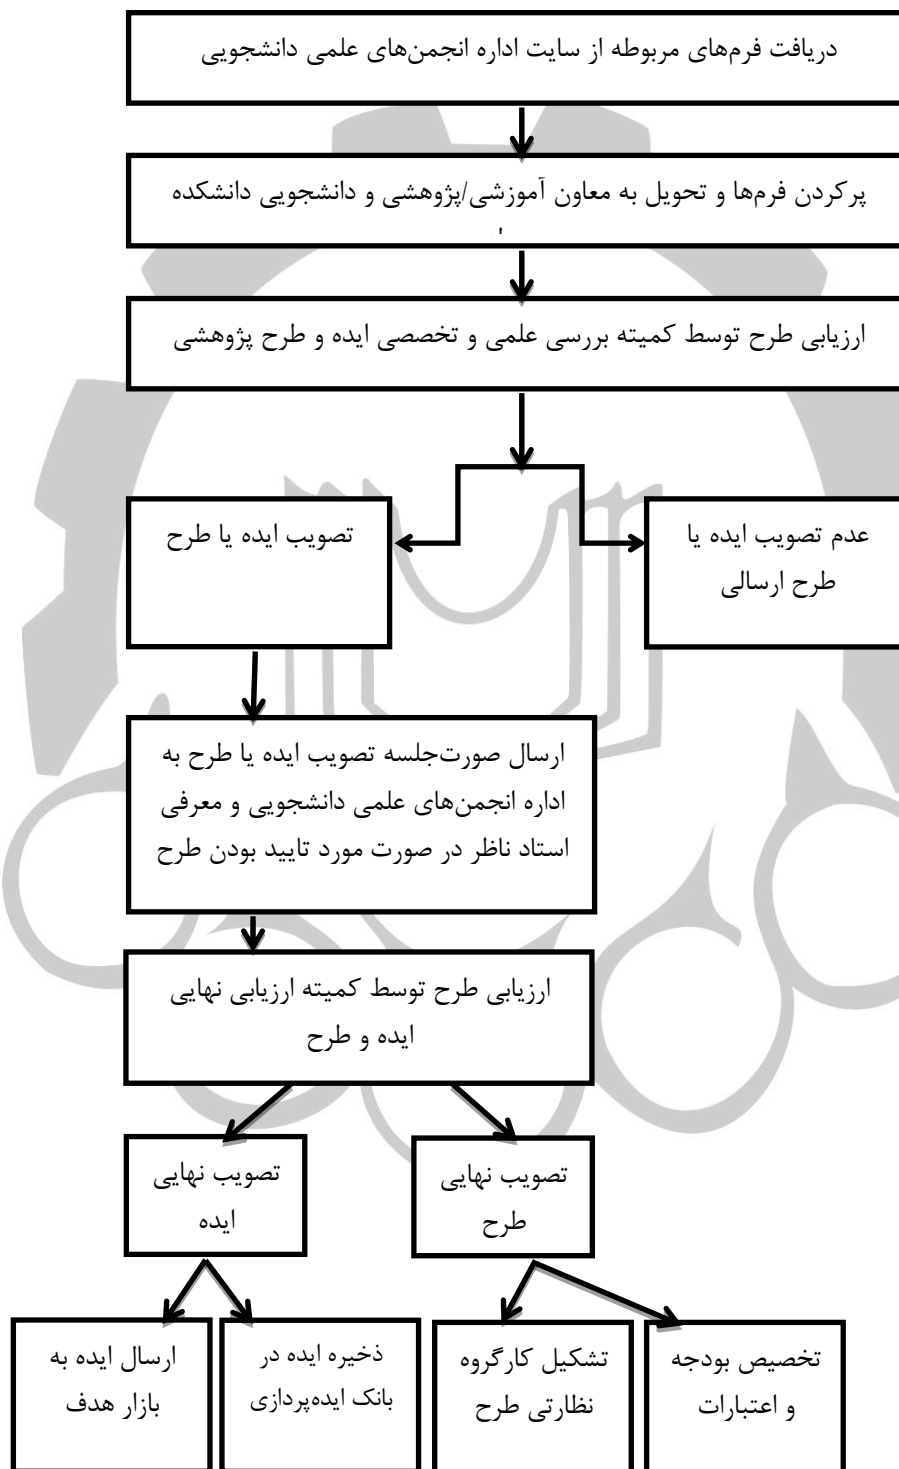 دریافت فرم‌های مربوطه از سایت اداره انجمن‌های علمی دانشجویی
پرکردن فرم‌ها و تحویل به معاون آموزشی/پژوهشی و دانشجویی دانشکده
ارزیابی طرح توسط کمیته بررسی علمی و تخصصی ایده و طرح پژوهشی
عدم تصویب ایده یا
طرح ارسالی
تصویب ایده یا طرح
ارسال صورت‌جلسه تصویب ایده یا طرح به
اداره انجمن‌های علمی دانشجویی و معرفی
استاد ناظر در صورت مورد تایید بودن طرح
ارزیابی طرح توسط کمیته ارزیابی نهایی
ایده و طرح
تصویب نهایی
طرح
تصویب نهایی
ایده
تخصیص بودجه
و اعتبارات
تشکیل کارگروه
نظارتی طرح
ذخیره ایده در
بانک ایده‌پردازی
ارسال ایده به
بازار هدف